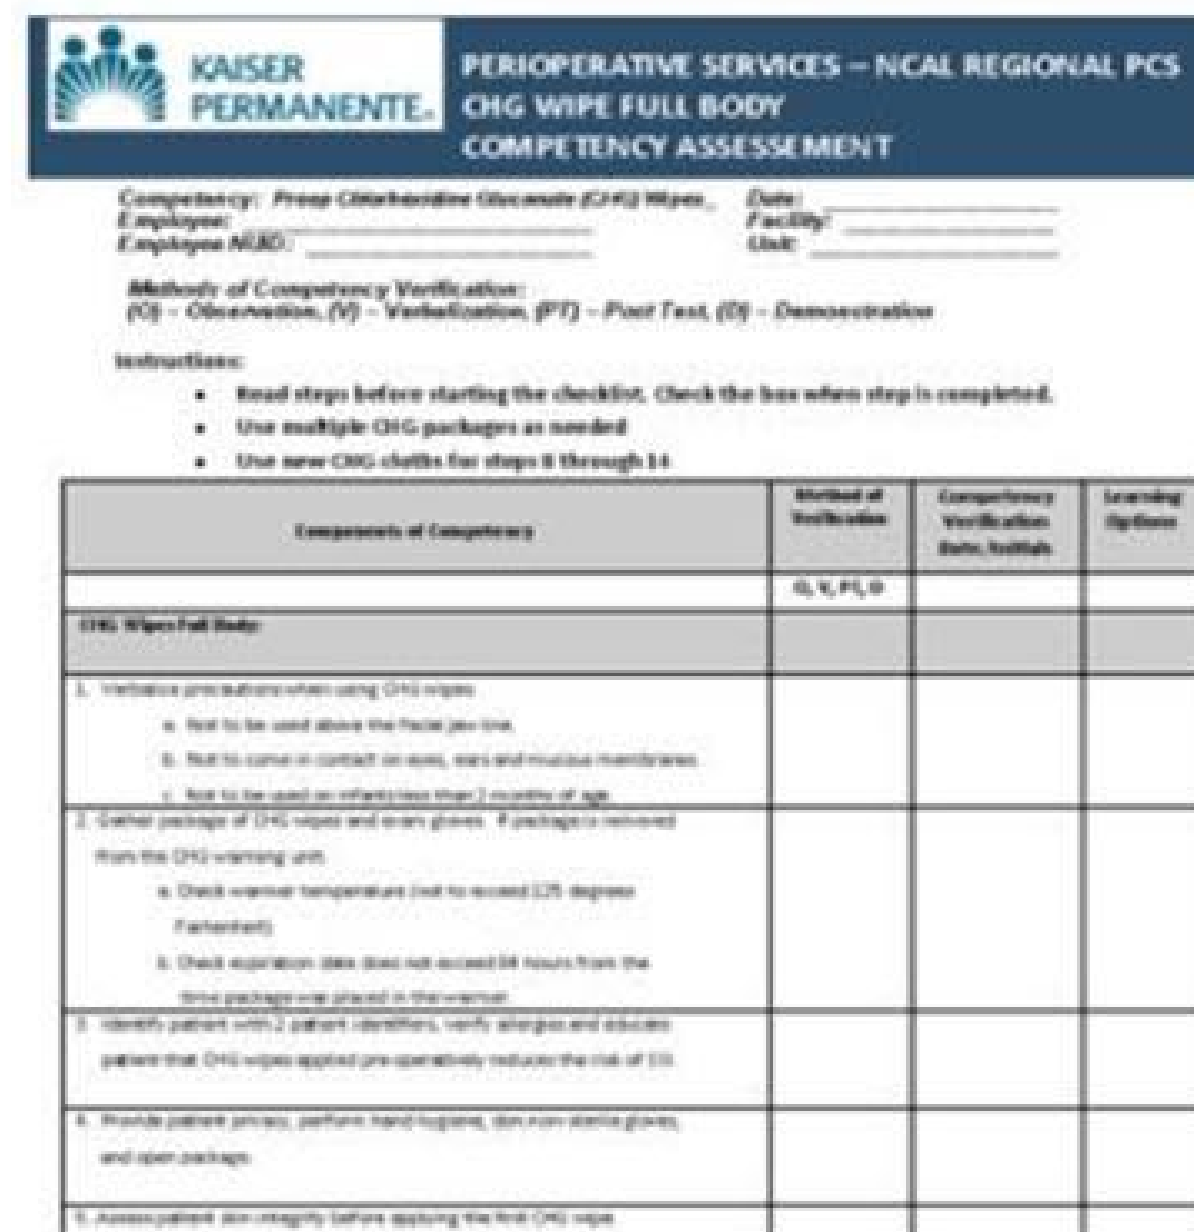 KAISER
PERMANENTE®
PERIOPERATIVE SERVICES – NCAL REGIONAL PCS
CHG WIPE FULL BODY
COMPETENCY ASSESSEMENT
Competency: Preop Chlorhexidine Gluconate (CHG) Wipes_ Date:
Employee: Facility:
Employee NUID: Unit:
Methods of Competency Verification:
(O) – Observation, (V) – Verbalization, (PT) – Post Test, (D) – Demonstration
Instructions:
• Read steps before starting the checklist. Check the box when step is completed.
• Use multiple CHG packages as needed
• Use new CHG cloths for steps 8 through 14
Components of Competency
Method of
Verification
Competency
Verification
Date, Initials
Learning
Options
O, V, PT, D
CHG Wipes Full Body:
1. Verbalize precautions when using CHG wipes
a. Not to be used above the facial jaw line.
b. Not to come in contact on eyes, ears and mucous membranes
c. Not to be used on infants less than 2 months of age
2. Gather package of CHG wipes and exam gloves. If package is removed
from the CHG warming unit
a. Check warmer temperature (not to exceed 125 degrees
b. Check expiration date does not exceed 84 hours from the
time package was placed in the warmer.
3. Identify patient with 2 patient identifiers, verify allergies and educate
patient that CHG wipes applied pre-operatively reduces the risk of SSI.
4. Provide patient privacy, perform hand hygiene, don non-sterile gloves,
and open package.
5. Assess patient skin integrity before applying the first CHG wipe.